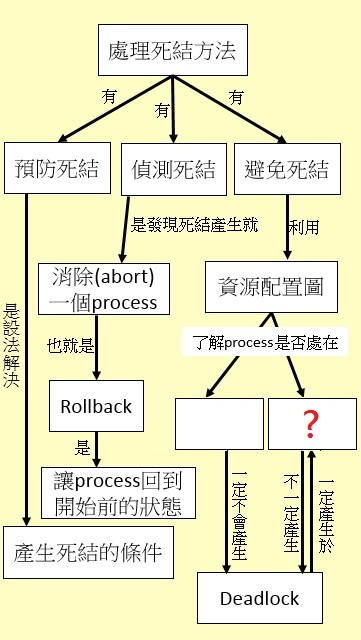 處理死結方法
有
有
有
預防死結
偵測死結
避免死結
是發現死結產生就
利用
消除(abort)
一個process
資源配置圖
是設法解決
也就是
了解process是否處在
Rollback
?
是
讓process回到
開始前的狀態
一定不會產生
不一定產生
一定產生於
產生死結的條件
Deadlock